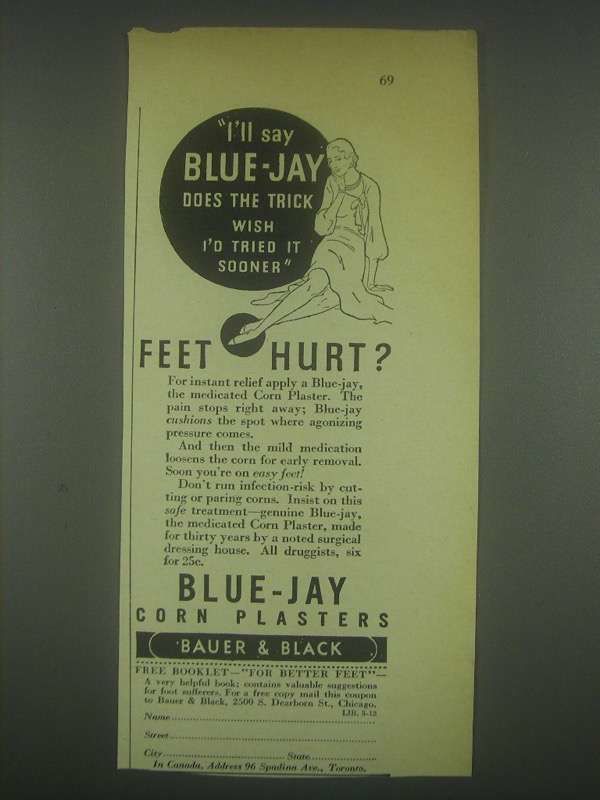 69
"I'll say
BLUE-JAY
DOES THE TRICK
WISH
I'D TRIED IT
SOONER"
FEET HURT?
For instant relief apply a Blue-jay,
the medicated Corn Plaster. The
pain stops right away; Blue-jay
cushions the spot where agonizing
pressure comes.
And then the mild medication
loosens the corn for early removal.
Soon you're on easy feet!
Don't run infection-risk by cut-
ting or paring corns. Insist on this
safe treatment—genuine Blue-jay,
the medicated Corn Plaster, made
for thirty years by a noted surgical
dressing house. All druggists, six
for 25c.
BLUE-JAY
CORN PLASTERS
BAUER & BLACK
FREE BOOKLET—"FOR BETTER FEET"—
A very helpful book; contains valuable suggestions
for foot sufferers. For a free copy mail this coupon
to Bauer & Black, 2500 S. Dearborn St., Chicago.
Name
Street
City State
In Canada, Address 96 Spadina Ave., Toronto.